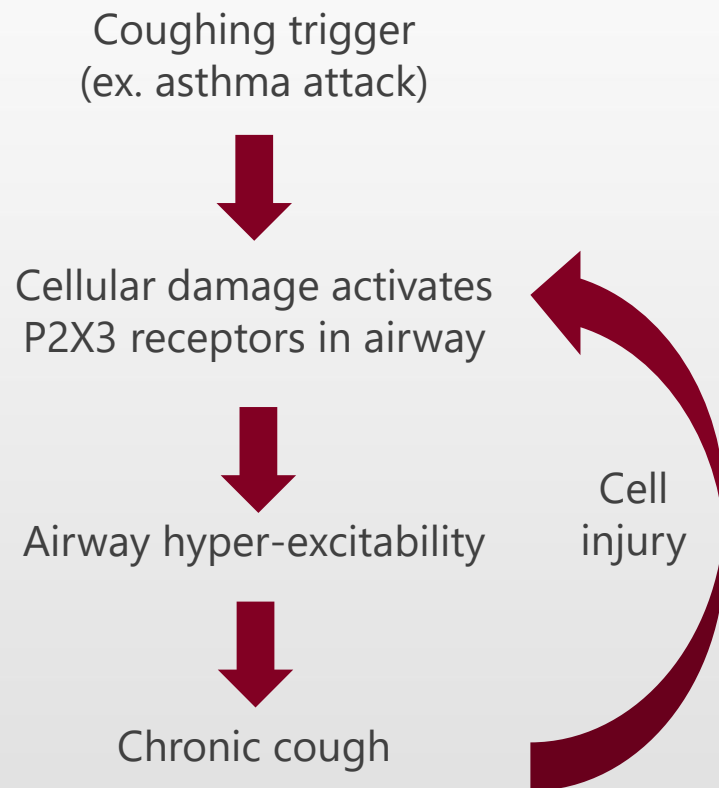 Coughing trigger
(ex. asthma attack)
Cellular damage activates
P2X3 receptors in airway
Airway hyper-excitability
Cell
injury
Chronic cough